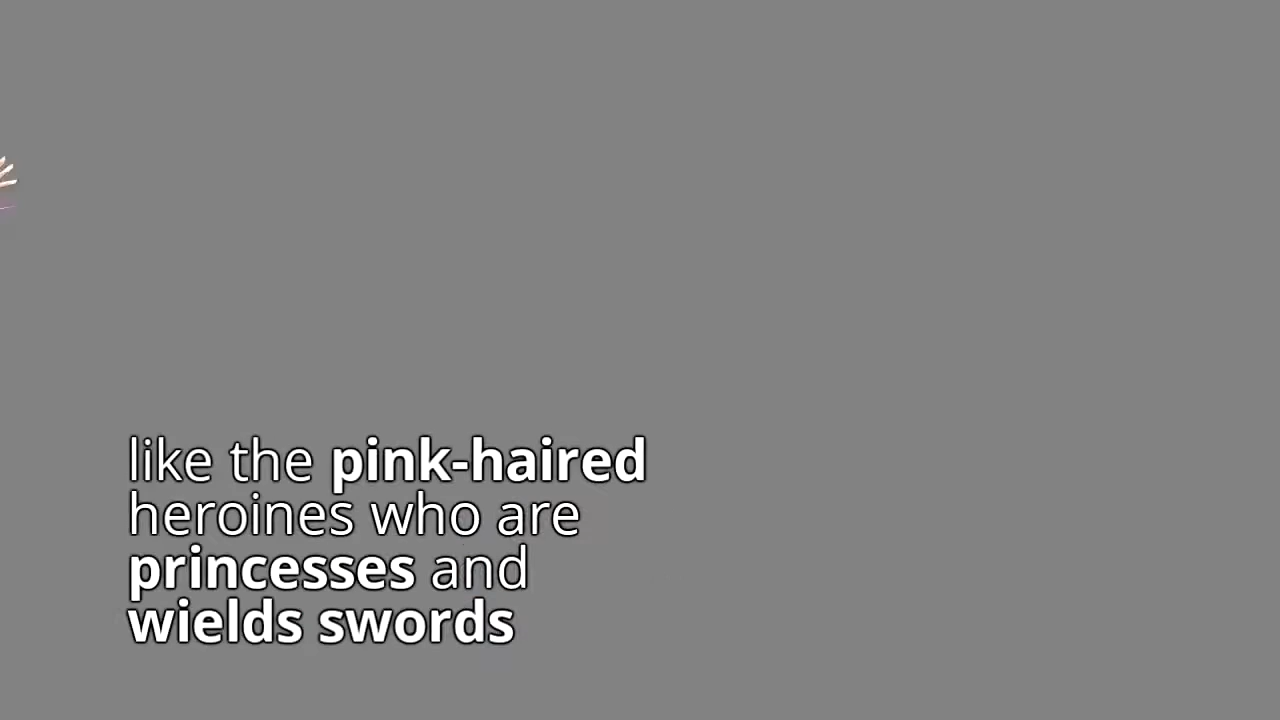 like the pink-haired
heroines who are
princesses and
wields swords